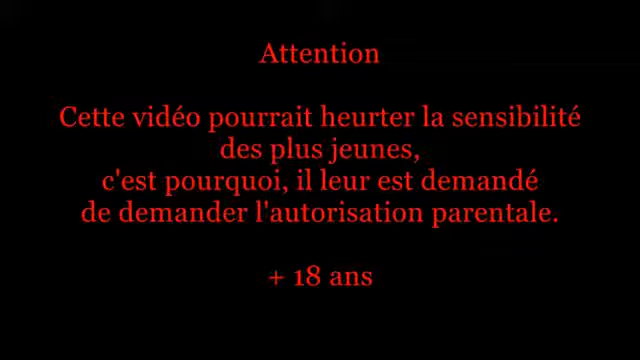 Attention
Cette vidéo pourrait heurter la sensibilité
des plus jeunes,
c'est pourquoi, il leur est demandé
de demander l'autorisation parentale.
+ 18 ans